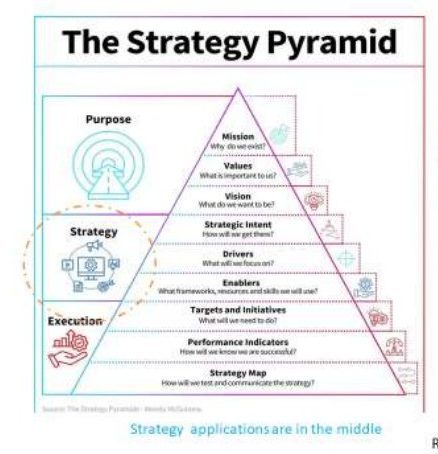 The Strategy Pyramid
Purpose
Mission
Why do we exist?
Values
What is important to us?
Vision
What do we want to be?
Strategy
Strategic Intent
How will we get there?
Drivers
What will we focus on?
Enablers
What frameworks, resources and skills we will use?
Execution
Targets and Initiatives
What will we need to do?
Performance Indicators
How will we know we are successful?
Strategy Map
How will we test and communicate the strategy?
Source: The Strategy Pyramide - Wendy
Strategy applications are in the middle
R